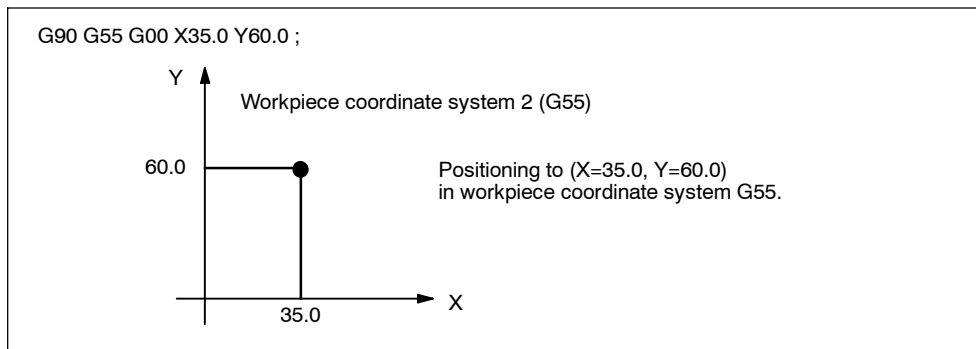 G90 G55 G00 X35.0 Y60.0 ;
Y
Workpiece coordinate system 2 (G55)
60.0
Positioning to (X=35.0, Y=60.0)
in workpiece coordinate system G55.
X
35.0